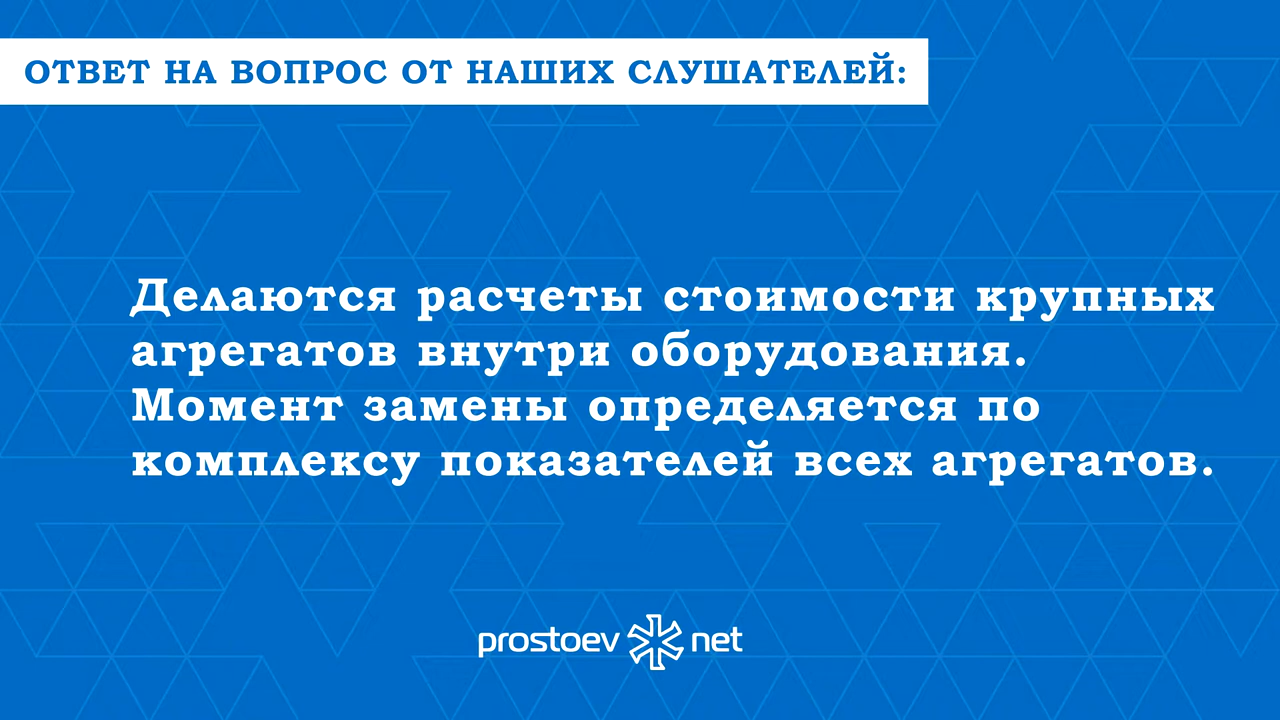 ОТВЕТ НА ВОПРОС ОТ НАШИХ СЛУШАТЕЛЕЙ:
Делаются расчеты стоимости крупных
агрегатов внутри оборудования.
Момент замены определяется по
комплексу показателей всех агрегатов.
prostoev net